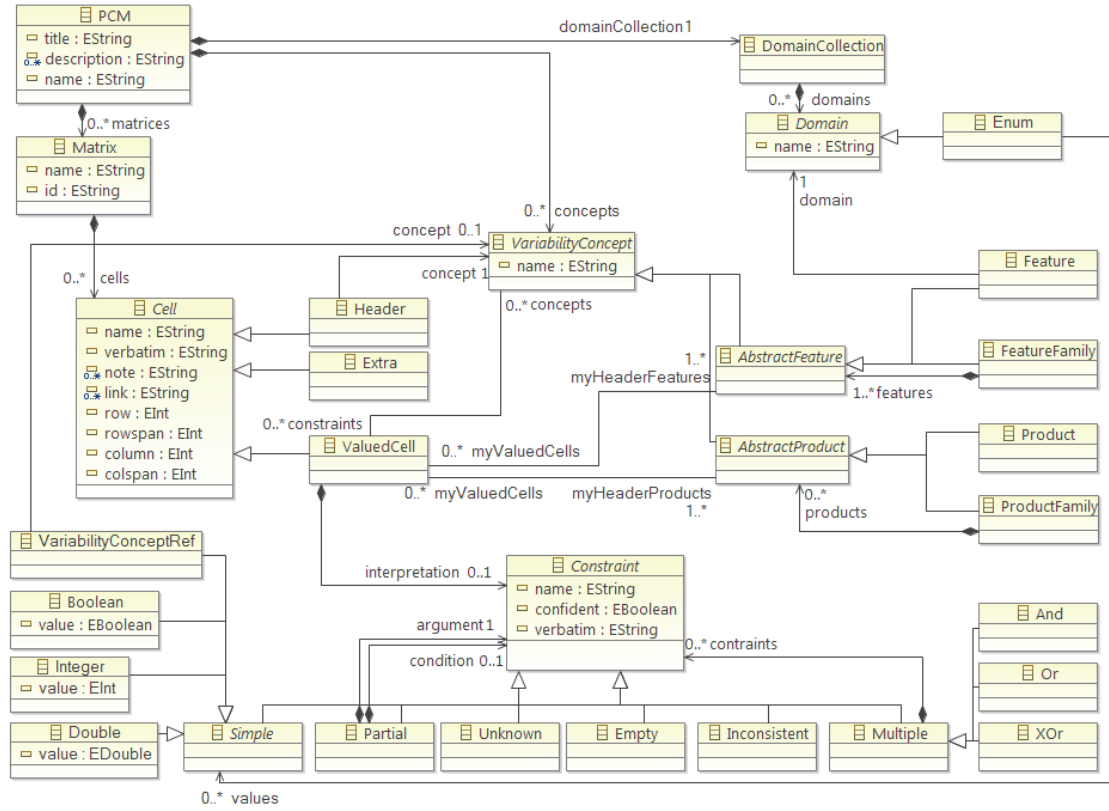 PCM
title : EString
0..* description : EString
name : EString
domainCollection 1
DomainCollection
0..* domains
Domain
name : EString
Enum
0..* matrices
Matrix
name : EString
id : EString
1
domain
0..* concepts
concept 0..1
VariabilityConcept
name : EString
concept 1
0..* concepts
Feature
0..* cells
Cell
name : EString
verbatim : EString
0..* note : EString
0..* link : EString
row : EInt
rowspan : EInt
column : EInt
colspan : EInt
Header
Extra
1..*
myHeaderFeatures
AbstractFeature
FeatureFamily
1..* features
0..* constraints
ValuedCell
0..* myValuedCells
AbstractProduct
Product
0..* myValuedCells
myHeaderProducts
1..*
0..*
products
ProductFamily
VariabilityConceptRef
Boolean
value : EBoolean
Integer
value : EInt
Double
value : EDouble
interpretation 0..1
Constraint
name : EString
confident : EBoolean
verbatim : EString
argument 1
condition 0..1
0..* contraints
And
Or
XOr
Simple
Partial
Unknown
Empty
Inconsistent
Multiple
0..* values